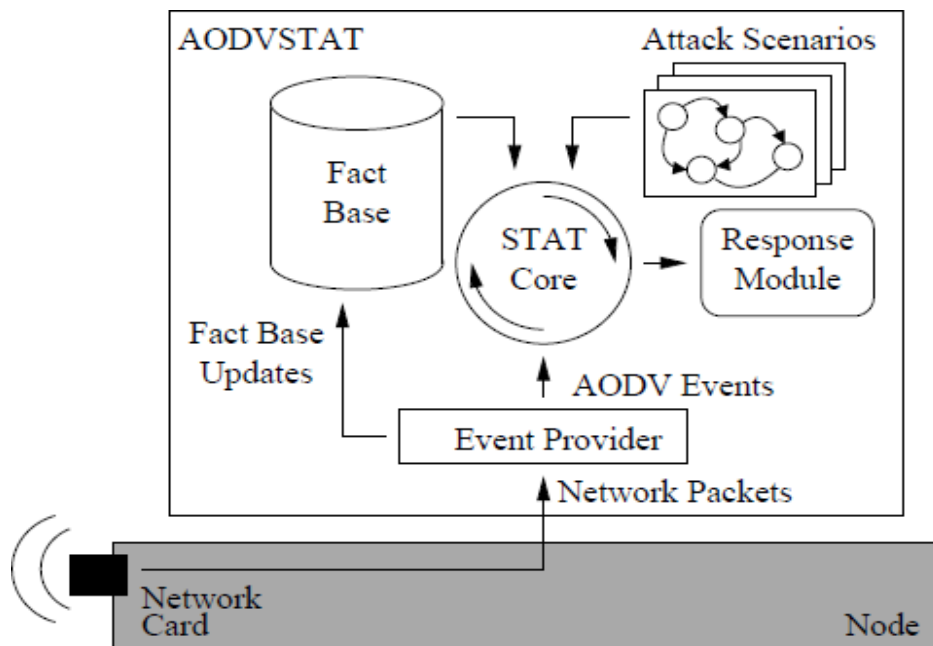 AODVSTAT
Attack Scenarios
Fact
Base
STAT
Core
Response
Module
Fact Base
Updates
AODV Events
Event Provider
Network Packets
Network
Card
Node